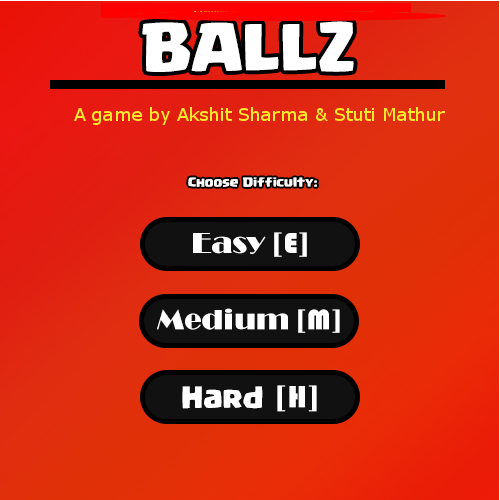 BALLZ
A game by Akshit Sharma & Stuti Mathur
Choose Difficulty:
Easy [E]
Medium [M]
Hard [H]